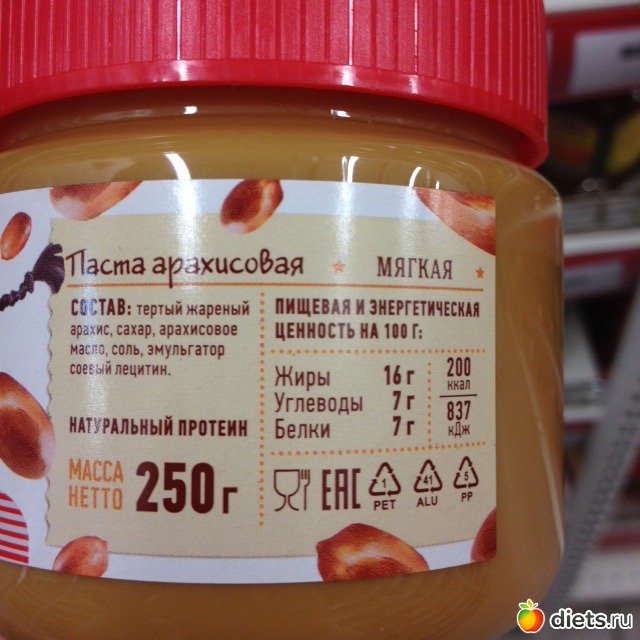 Паста арахисовая ★ МЯГКАЯ ★
СОСТАВ: тертый жареный
арахис, сахар, арахисовое
масло, соль, эмульгатор
соевый лецитин.
НАТУРАЛЬНЫЙ ПРОТЕИН
МАССА
НЕТТО 250 г
ПИЩЕВАЯ И ЭНЕРГЕТИЧЕСКАЯ
ЦЕННОСТЬ НА 100 Г:
Жиры 16 г
Углеводы 7 г
Белки 7 г
200
ккал
837
кДж
EAC
1
PET
41
ALU
5
PP
diets.ru